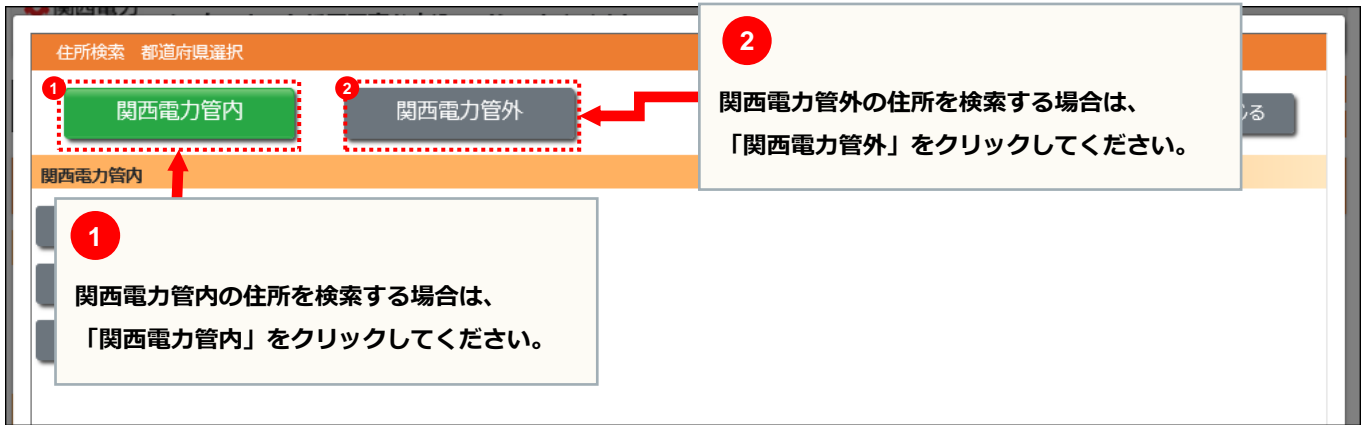 関西電力
住所検索 都道府県選択
1
関西電力管内
2
関西電力管外
じる
関西電力管内
2
関西電力管外の住所を検索する場合は、
「関西電力管外」をクリックしてください。
1
関西電力管内の住所を検索する場合は、
「関西電力管内」をクリックしてください。